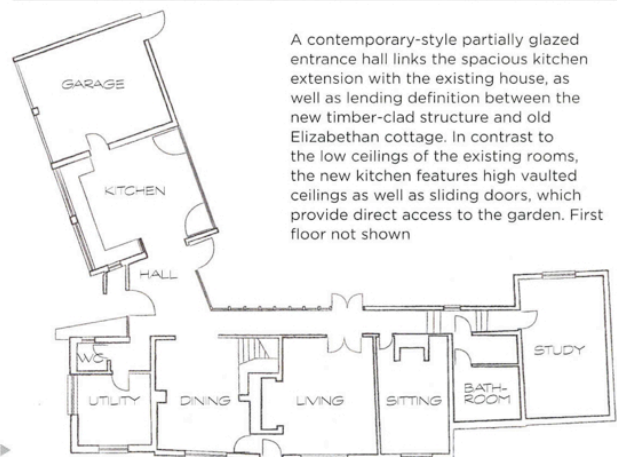 A contemporary-style partially glazed
entrance hall links the spacious kitchen
extension with the existing house, as
well as lending definition between the
new timber-clad structure and old
Elizabethan cottage. In contrast to
the low ceilings of the existing rooms,
the new kitchen features high vaulted
ceilings as well as sliding doors, which
provide direct access to the garden. First
floor not shown
GARAGE
KITCHEN
HALL
WC
UTILITY
DINING
LIVING
SITTING
BATH-
ROOM
STUDY